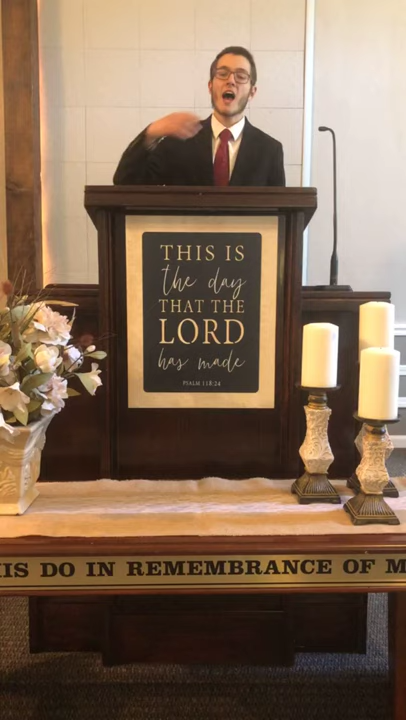 THIS IS
the day
THAT THE
LORD
has made
PSALM 118:24
IS DO IN REMEMBRANCE OF M